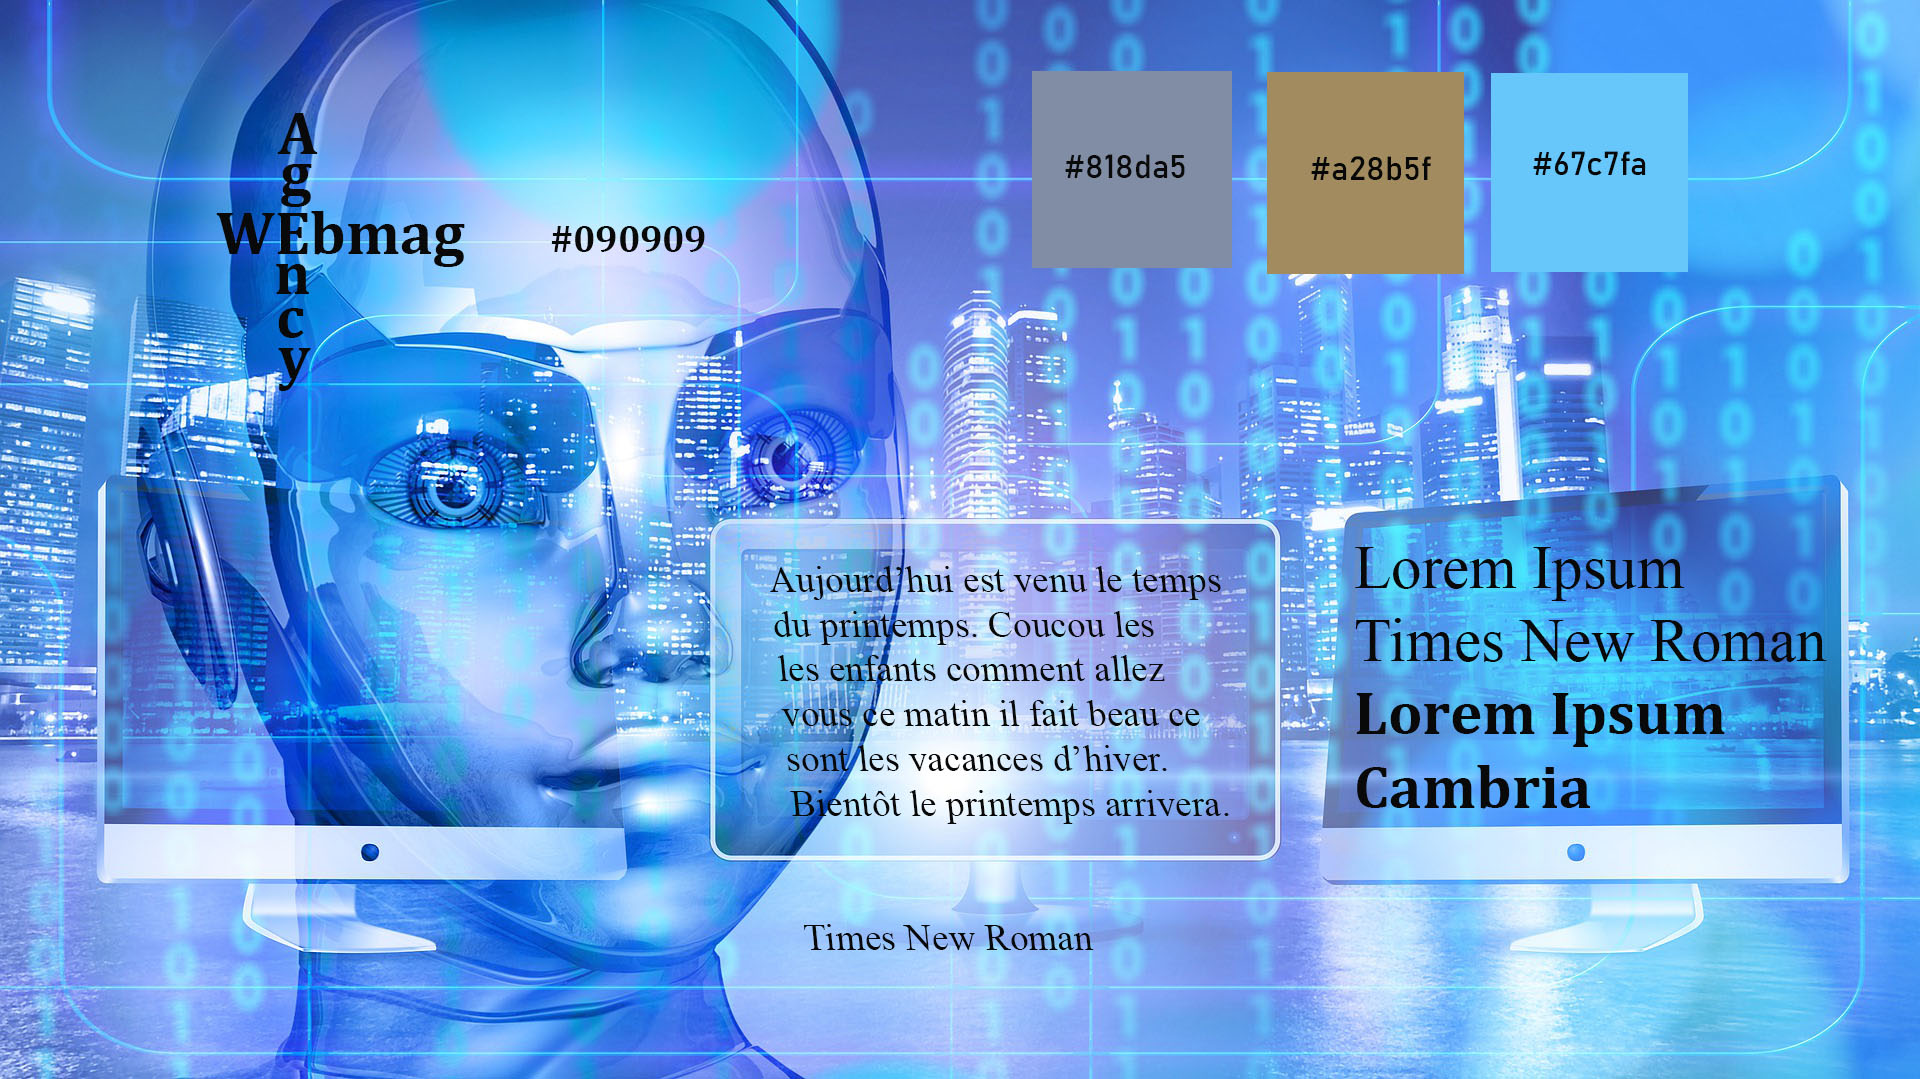 Agency
WEbmag
#090909
#818da5
#a28b5f
#67c7fa
Aujourd’hui est venu le temps
du printemps. Coucou les
les enfants comment allez
vous ce matin il fait beau ce
sont les vacances d’hiver.
Bientôt le printemps arrivera.
Times New Roman
Lorem Ipsum
Times New Roman
Lorem Ipsum
Cambria
STRAITS
TRADING